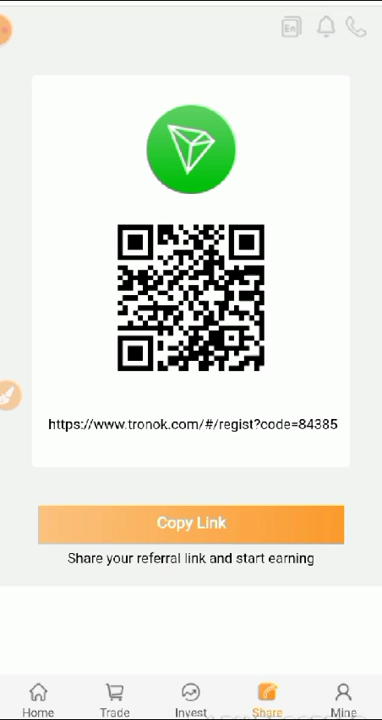 En
https://www.tronok.com/#/regist?code=84385
Copy Link
Share your referral link and start earning
Home
Trade
Invest
Share
Mine